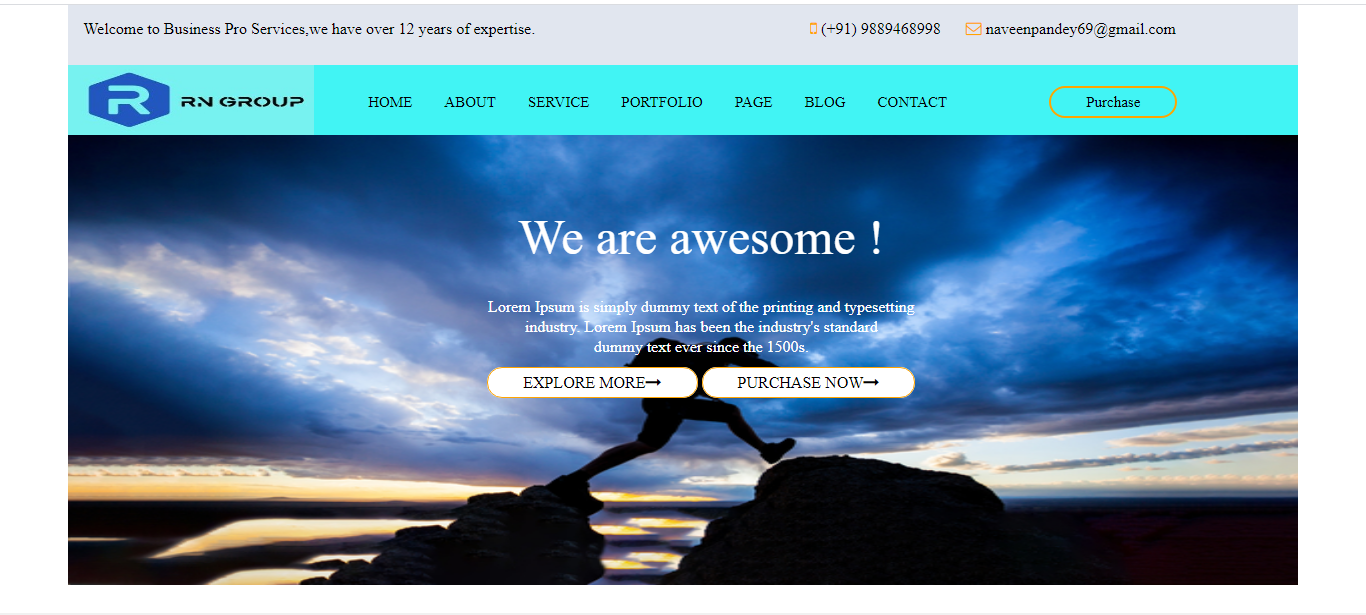 Welcome to Business Pro Services,we have over 12 years of expertise.
(+91) 9889468998
naveenpandey69@gmail.com
R RN GROUP
HOME ABOUT SERVICE PORTFOLIO PAGE BLOG CONTACT
Purchase
We are awesome !
Lorem Ipsum is simply dummy text of the printing and typesetting
industry. Lorem Ipsum has been the industry's standard
dummy text ever since the 1500s.
EXPLORE MORE➞ PURCHASE NOW➞